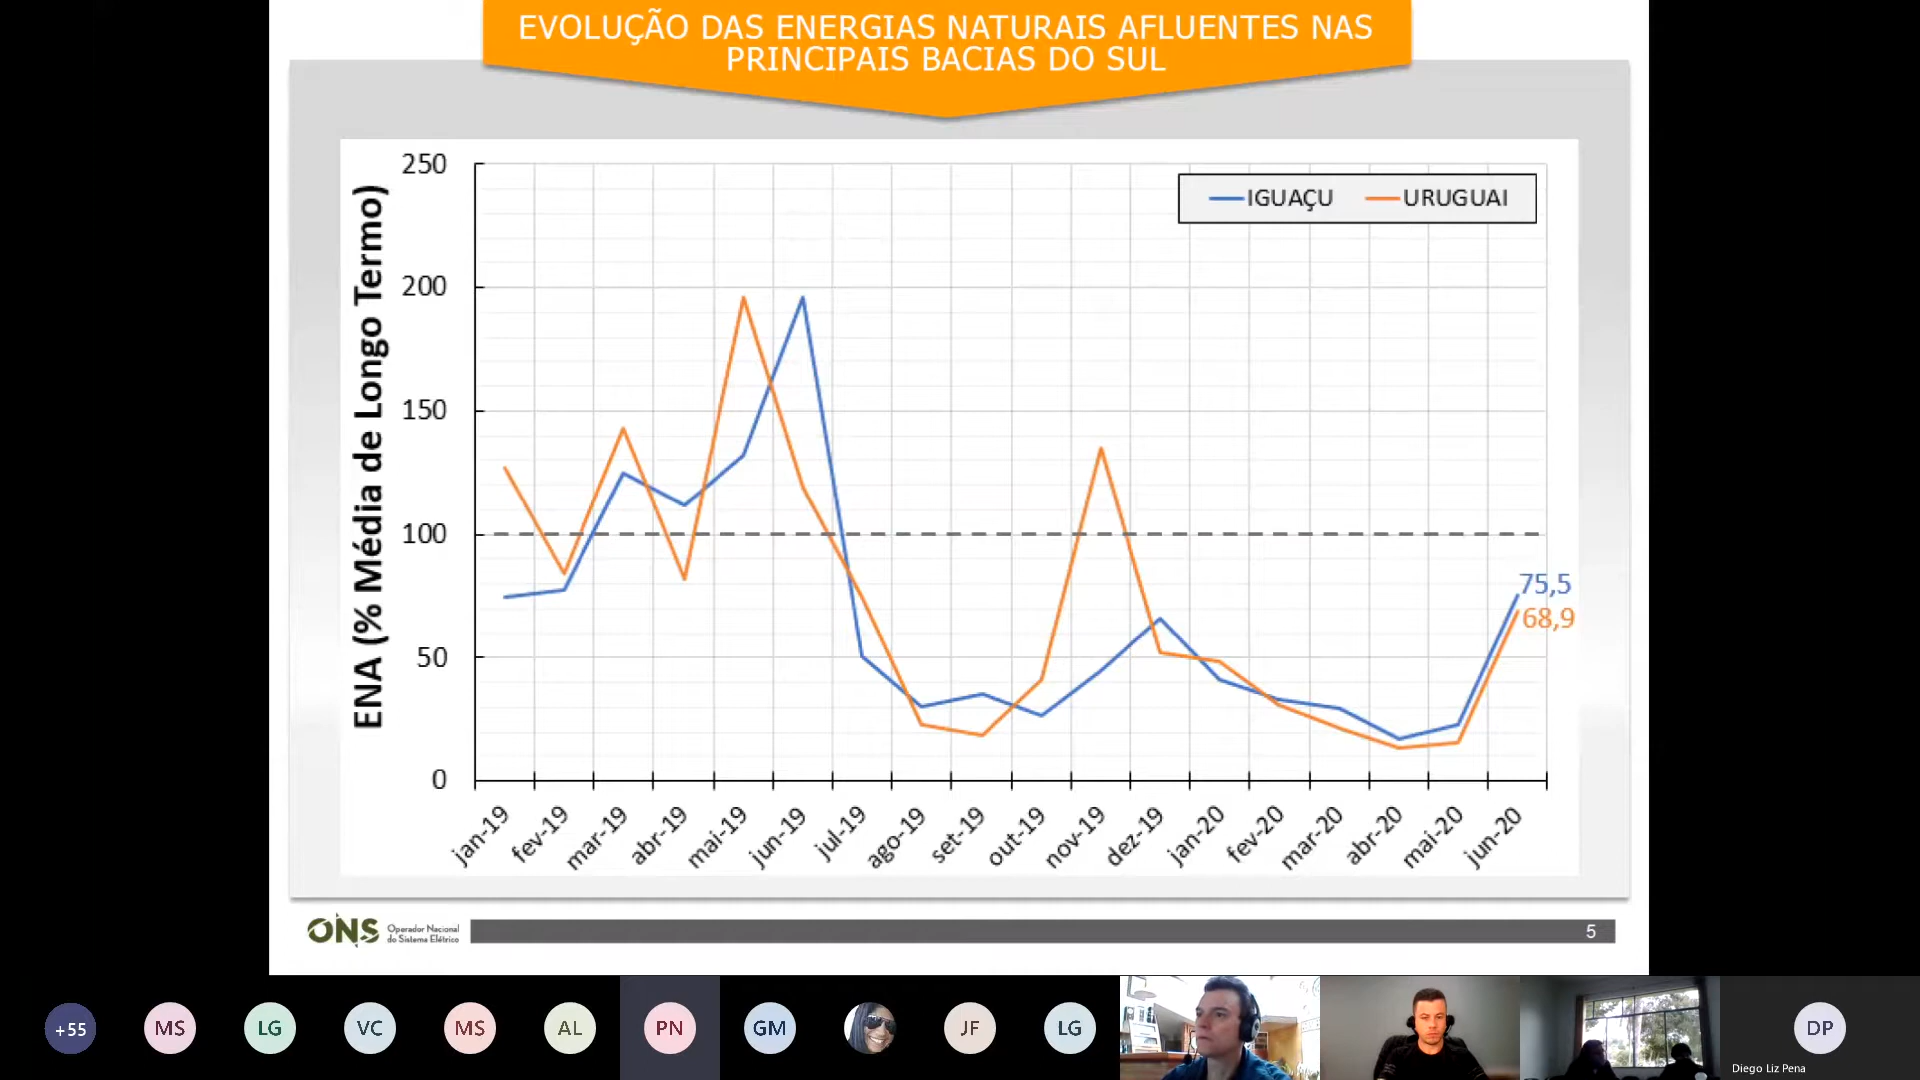 EVOLUÇÃO DAS ENERGIAS NATURAIS AFLUENTES NAS
PRINCIPAIS BACIAS DO SUL
ENA (% Média de Longo Termo)
250
200
150
100
50
0
IGUAÇU
URUGUAI
75,5
68,9
jan-19
fev-19
mar-19
abr-19
mai-19
jun-19
jul-19
ago-19
set-19
out-19
nov-19
dez-19
jan-20
fev-20
mar-20
abr-20
mai-20
jun-20
ONS
Operador Nacional
do Sistema Elétrico
5
+55
MS
LG
VC
MS
AL
PN
GM
JF
LG
DP
Diego Liz Pena